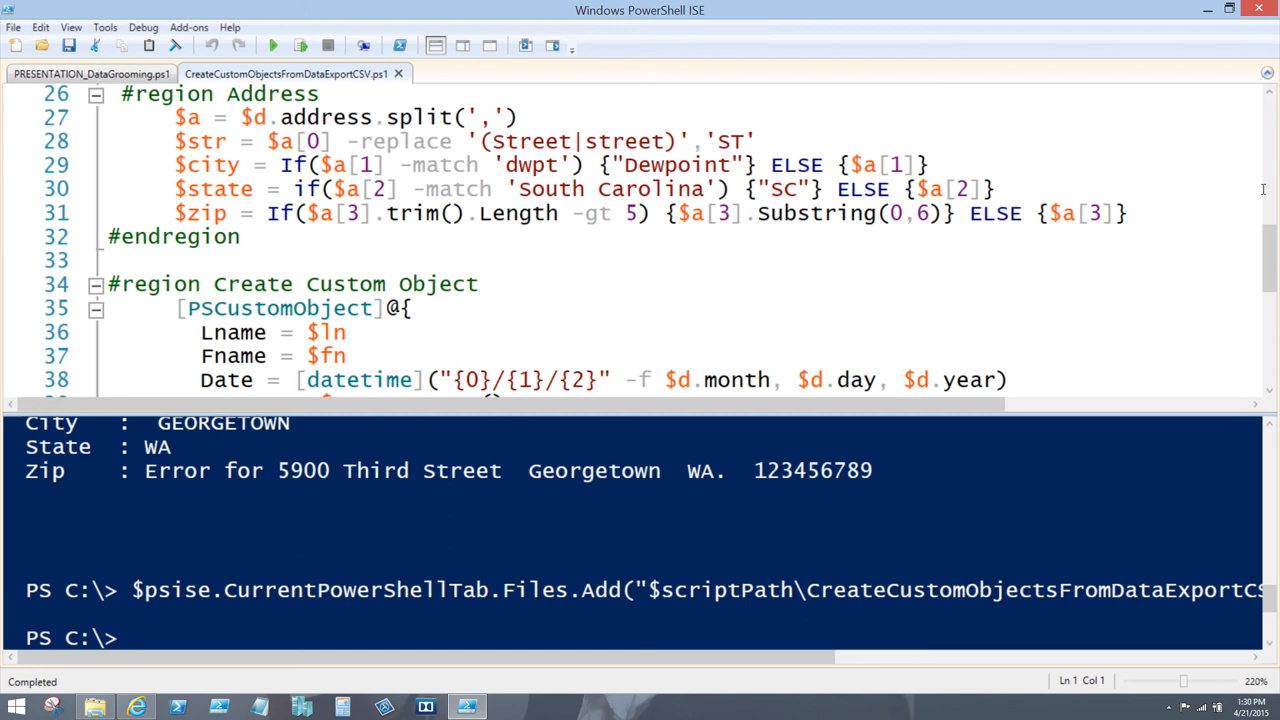 Windows PowerShell ISE
File Edit View Tools Debug Add-ons Help
PRESENTATION_DataGrooming.ps1 CreateCustomObjectsFromDataExportCSV.ps1
26 #region Address
27 $a = $d.address.split(',')
28 $str = $a[0] -replace '(Street|street)','ST'
29 $city = If($a[1] -match 'dwpt') {"Dewpoint"} ELSE {$a[1]}
30 $state = if($a[2] -match 'South Carolina') {"SC"} ELSE {$a[2]}
31 $zip = If($a[3].trim().Length -gt 5) {$a[3].Substring(0,6)} ELSE {$a[3]}
32 #endregion
33
34 #region Create Custom Object
35 [PSCustomObject]@{
36 Lname = $ln
37 Fname = $fn
38 Date = [datetime]("{0}/{1}/{2}" -f $d.month, $d.day, $d.year)
City : GEORGETOWN
State : WA
Zip : Error for 5900 Third Street Georgetown WA. 123456789
PS C:\> $psise.CurrentPowerShellTab.Files.Add("$scriptPath\CreateCustomObjectsFromDataExportCS
PS C:\>
Completed Ln 1 Col 1 220%
1:30 PM
4/21/2015